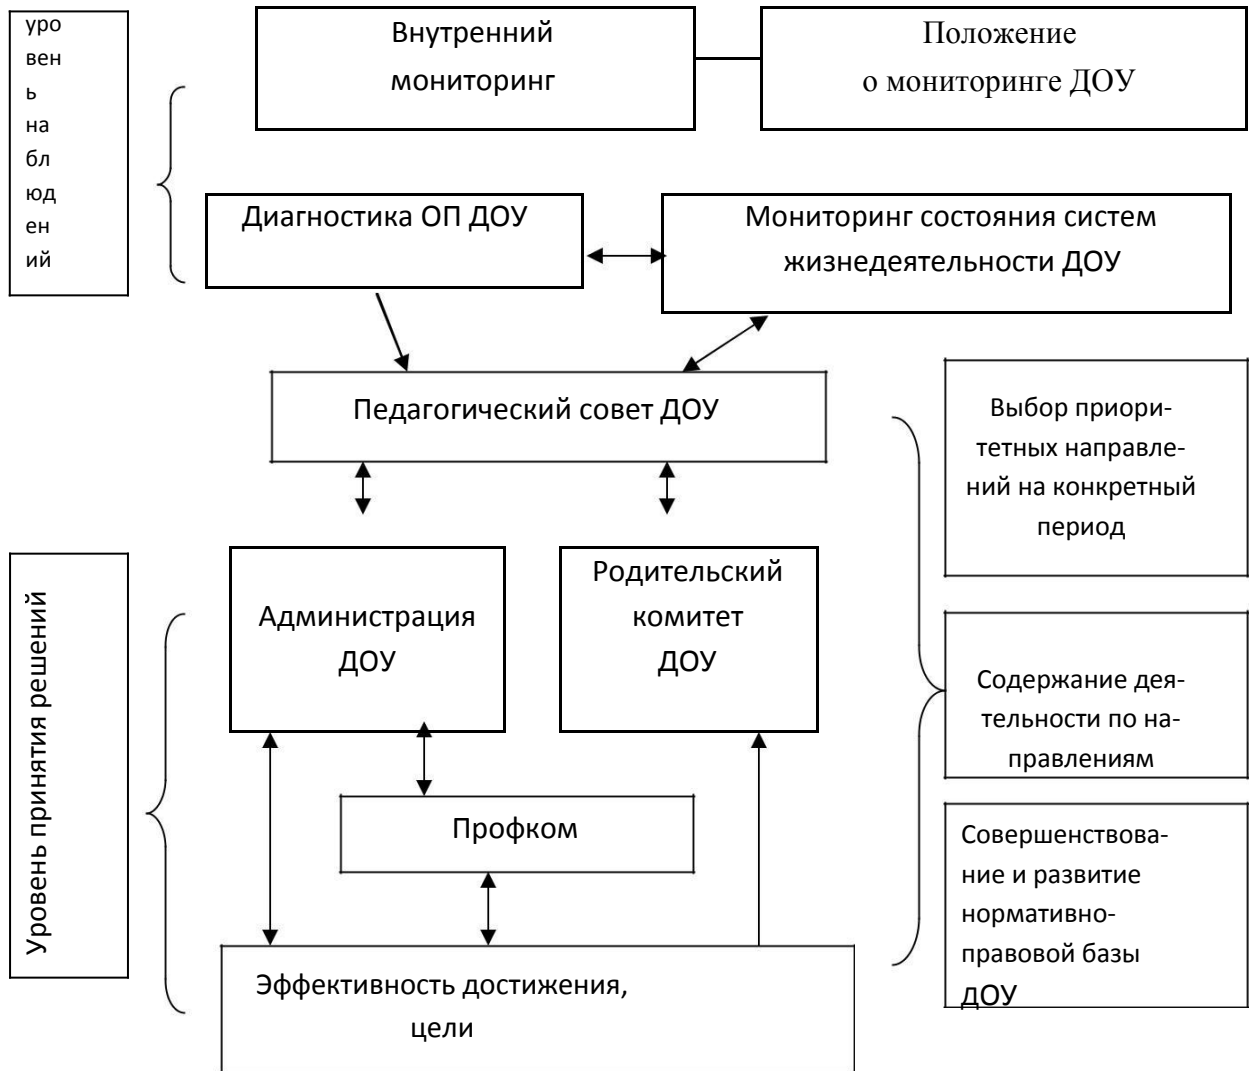 уро
вен
ь
на
бл
юд
ен
ий
Внутренний
мониторинг
Положение
о мониторинге ДОУ
Диагностика ОП ДОУ
Мониторинг состояния систем
жизнедеятельности ДОУ
Педагогический совет ДОУ
Выбор приори-
тетных направле-
ний на конкретный
период
Уровень принятия решений
Администрация
ДОУ
Родительский
комитет
ДОУ
Содержание дея-
тельности по на-
правлениям
Профком
Совершенствова-
ние и развитие
нормативно-
правовой базы
ДОУ
Эффективность достижения,
цели